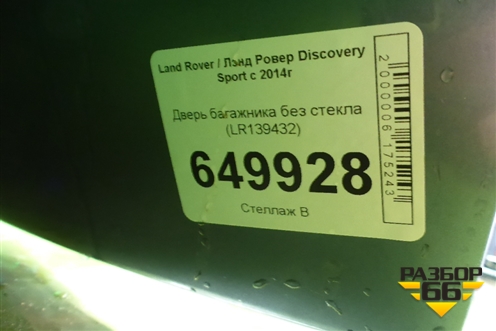 Land Rover / Лэнд Ровер Discovery
Sport с 2014г
Дверь багажника без стекла
(LR139432)
649928
Стеллаж В
2000006175243
РАЗБОР
66